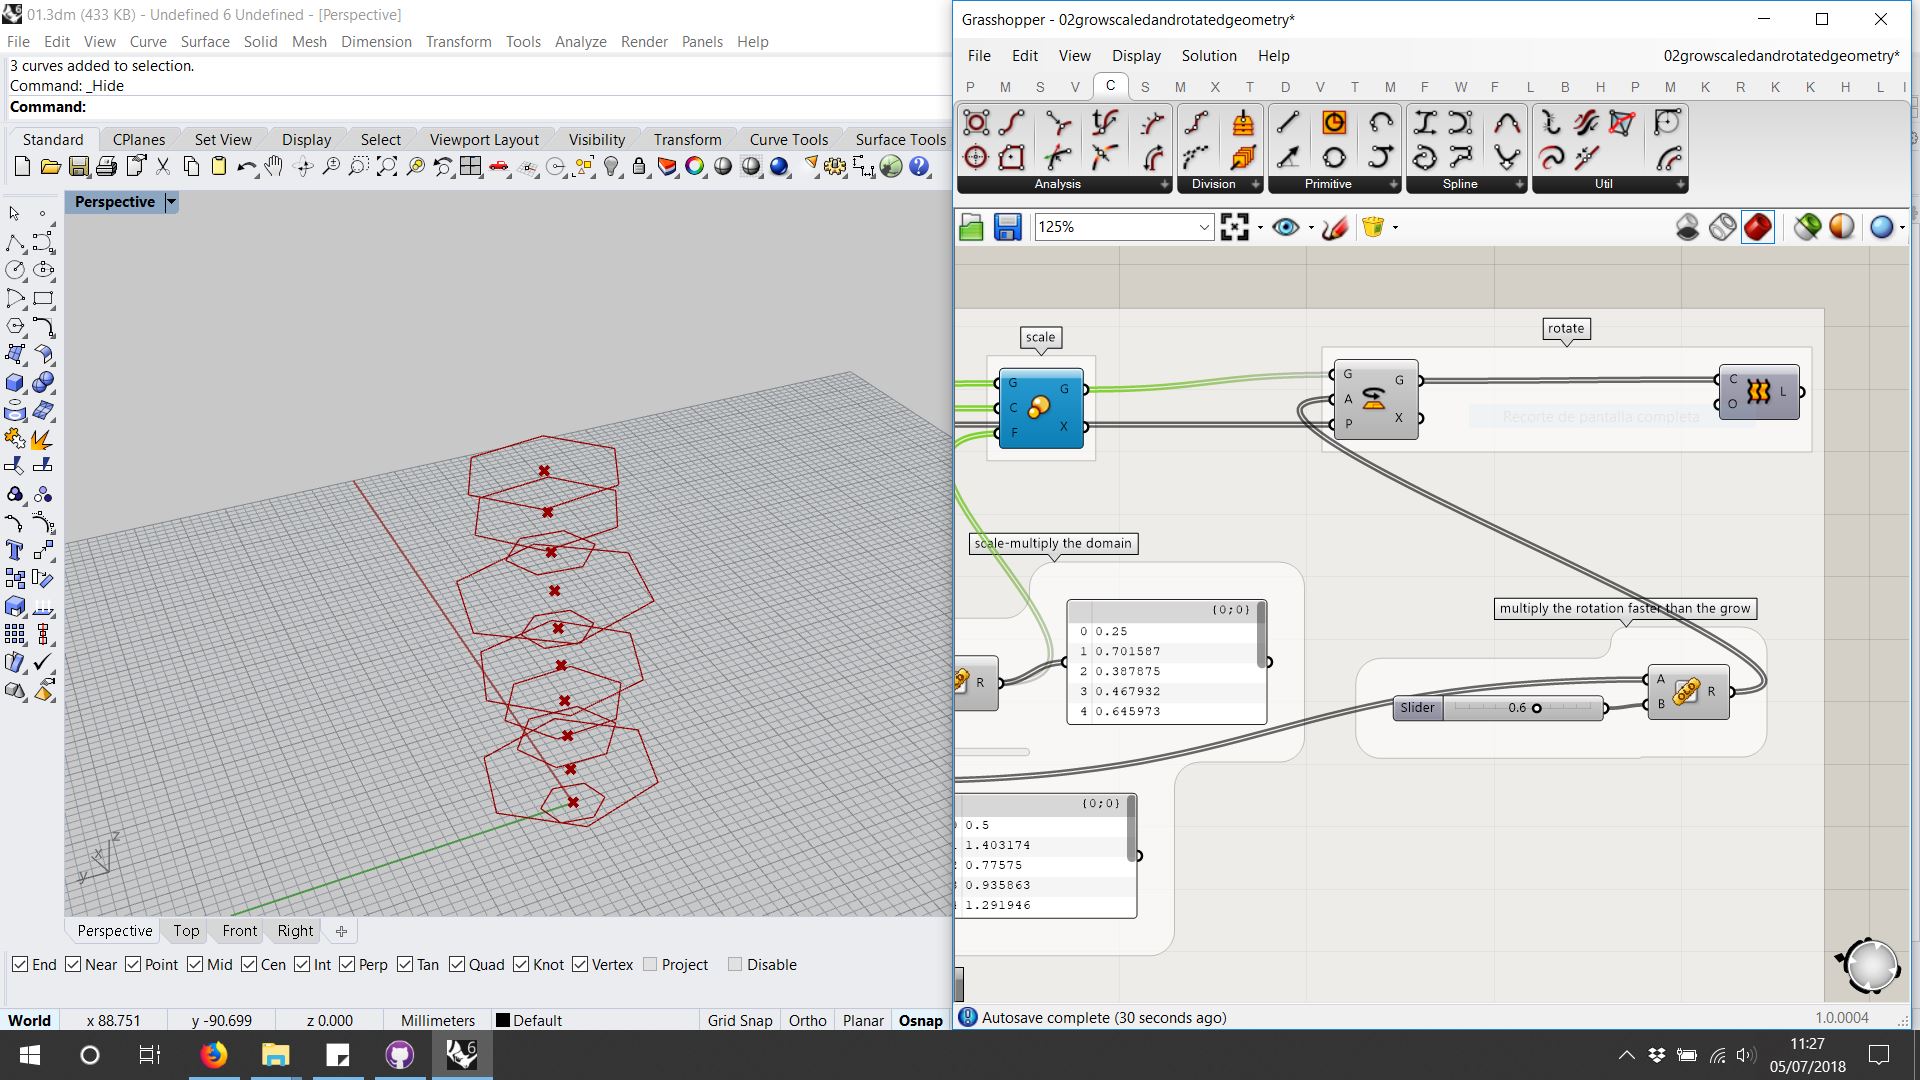 01.3dm (433 KB) - Undefined 6 Undefined - [Perspective]
File Edit View Curve Surface Solid Mesh Dimension Transform Tools Analyze Render Panels Help
3 curves added to selection.
Command: _Hide
Command:
Standard CPlanes Set View Display Select Viewport Layout Visibility Transform Curve Tools Surface Tools
Perspective
z
x
y
Perspective Top Front Right
End Near Point Mid Cen Int Perp Tan Quad Knot Vertex Project Disable
World x 88.751 y -90.699 z 0.000 Millimeters Default Grid Snap Ortho Planar Osnap
Grasshopper - 02growscaledandrotatedgeometry*
File Edit View Display Solution Help 02growscaledandrotatedgeometry*
P M S V C S M X T D V T M F W F L B H P M K R K K H L I
Analysis Division Primitive Spline Util
125%
scale
rotate
G C F G X
G A P G X
C O L
Recorte de pantalla completa
scale-multiply the domain
{0;0}
0 0.25
1 0.701587
2 0.387875
3 0.467932
4 0.645973
R
multiply the rotation faster than the grow
Slider 0.6
A B R
{0;0}
0.5
1.403174
0.77575
0.935863
1.291946
Autosave complete (30 seconds ago) 1.0.0004
6
11:27
05/07/2018